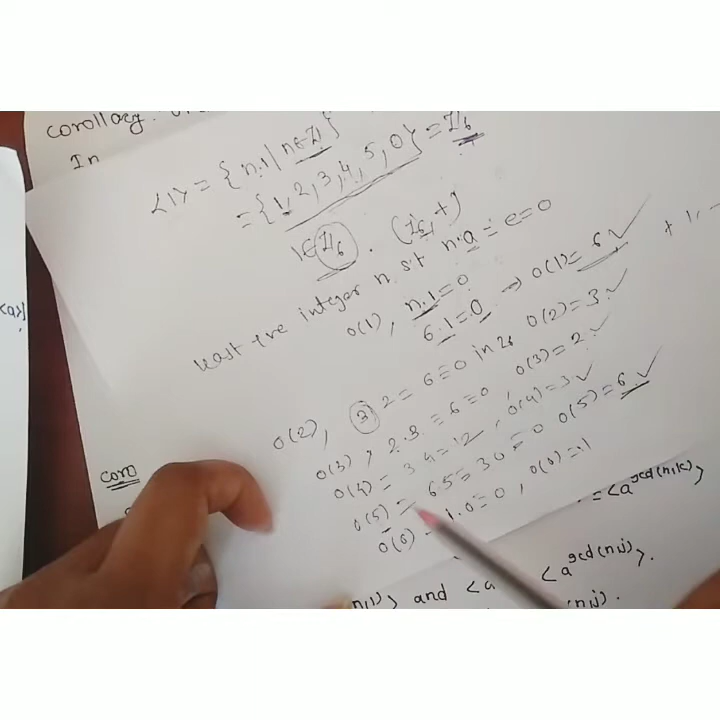 corollary.
In
<1> = { n.1 | n∈ℤ }
= { 1, 2, 3, 4, 5, 0 } = ℤ6
1∈ℤ6 . (ℤ6, +)
least +ve integer n. s.t n.a = e = 0
o(1), n.1=0
6.1=0 → o(1)= 6 ✓
+ 1.
o(2), 3 2 = 6=0 in ℤ6 o(2)=3 ✓
o(3), 2.3 = 6=0 o(3)=2 ✓
o(4) = 3 4 = 12, o(4)=3 ✓
o(5) = 6.5 = 30 = 0 o(5)=6 ✓
o(0) - 1.0=0, o(0)=1
<as>
coro
= <a^gcd(n,k)
<a^gcd(n,j)>.
n,i)> and <a (n,j).